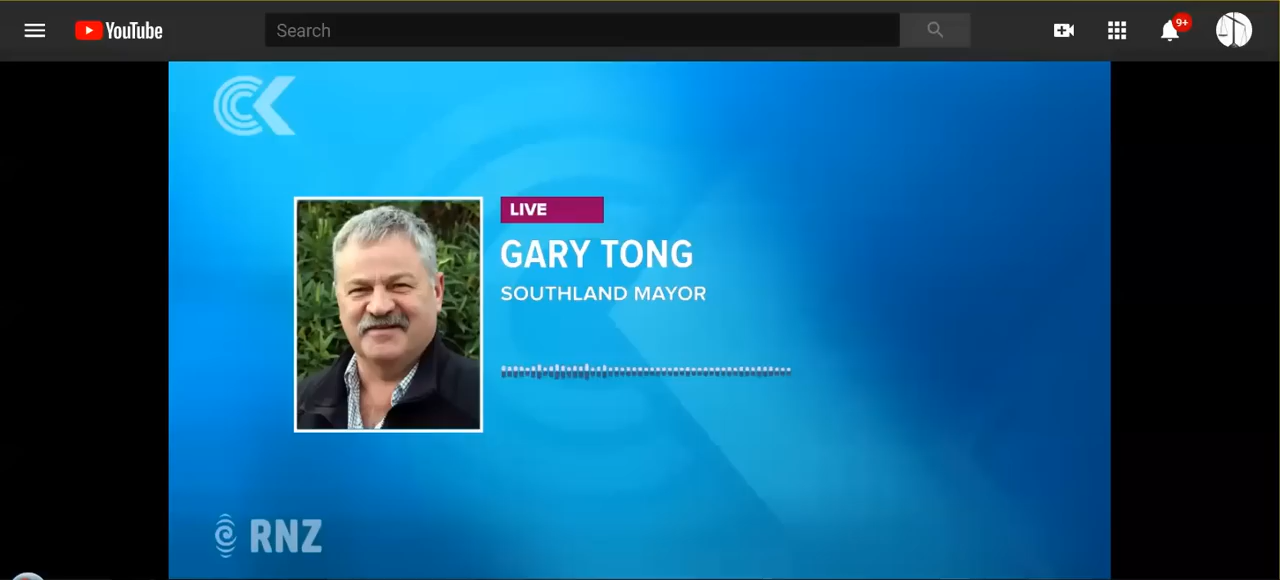 YouTube
Search
9+
LIVE
GARY TONG
SOUTHLAND MAYOR
RNZ